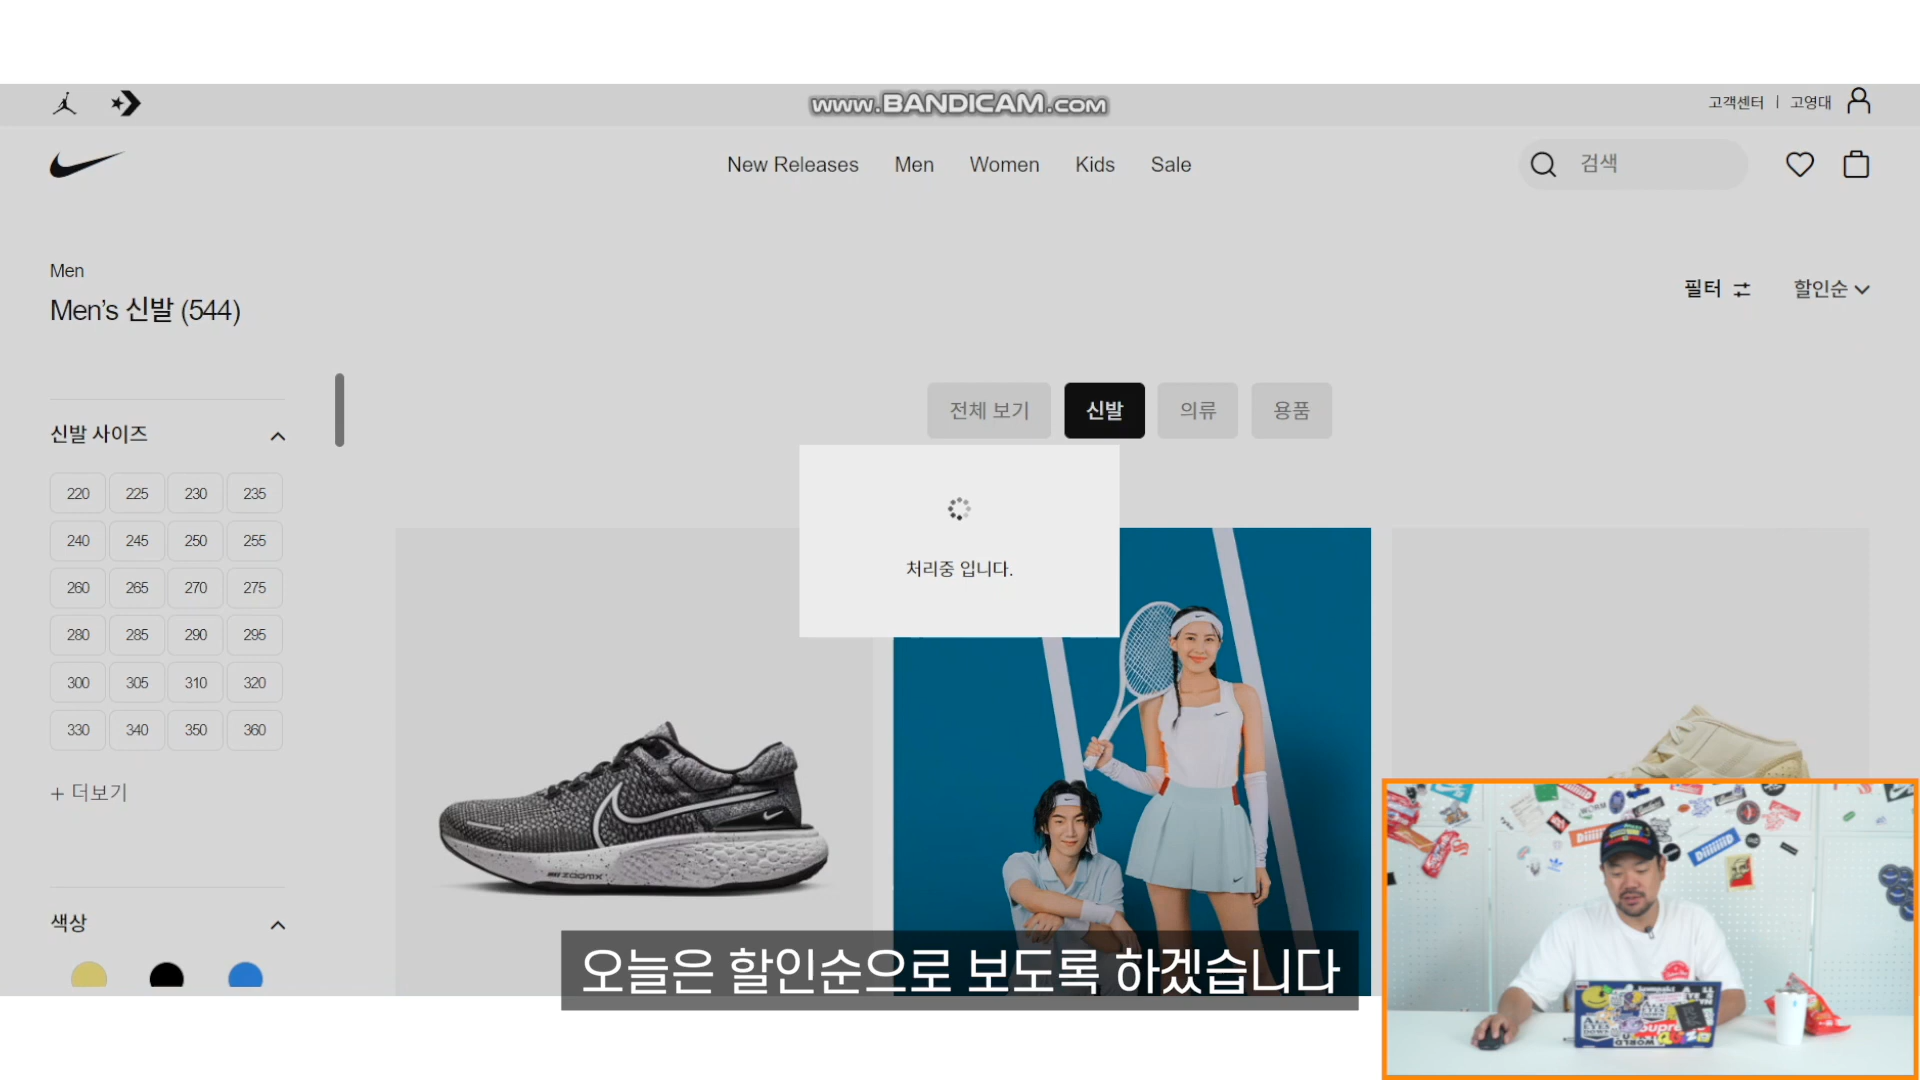 www.BANDICAM.com
고객센터 | 고영대
New Releases Men Women Kids Sale
검색
Men
Men's 신발 (544)
필터 할인순
전체 보기 신발 의류 용품
신발 사이즈
220 225 230 235
240 245 250 255
260 265 270 275
280 285 290 295
300 305 310 320
330 340 350 360
+ 더보기
색상
처리중 입니다.
ZOOMX
오늘은 할인순으로 보도록 하겠습니다